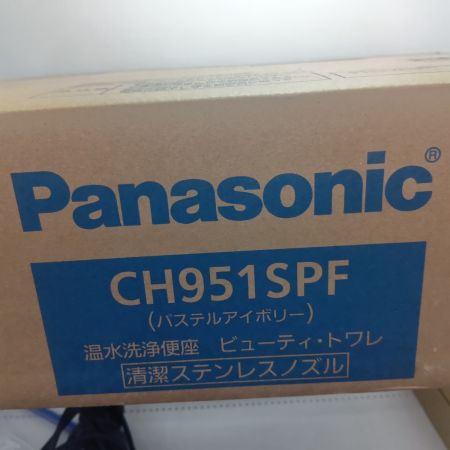 Panasonic®
CH951SPF
(パステルアイボリー)
温水洗浄便座 ビューティ・トワレ
清潔ステンレスノズル